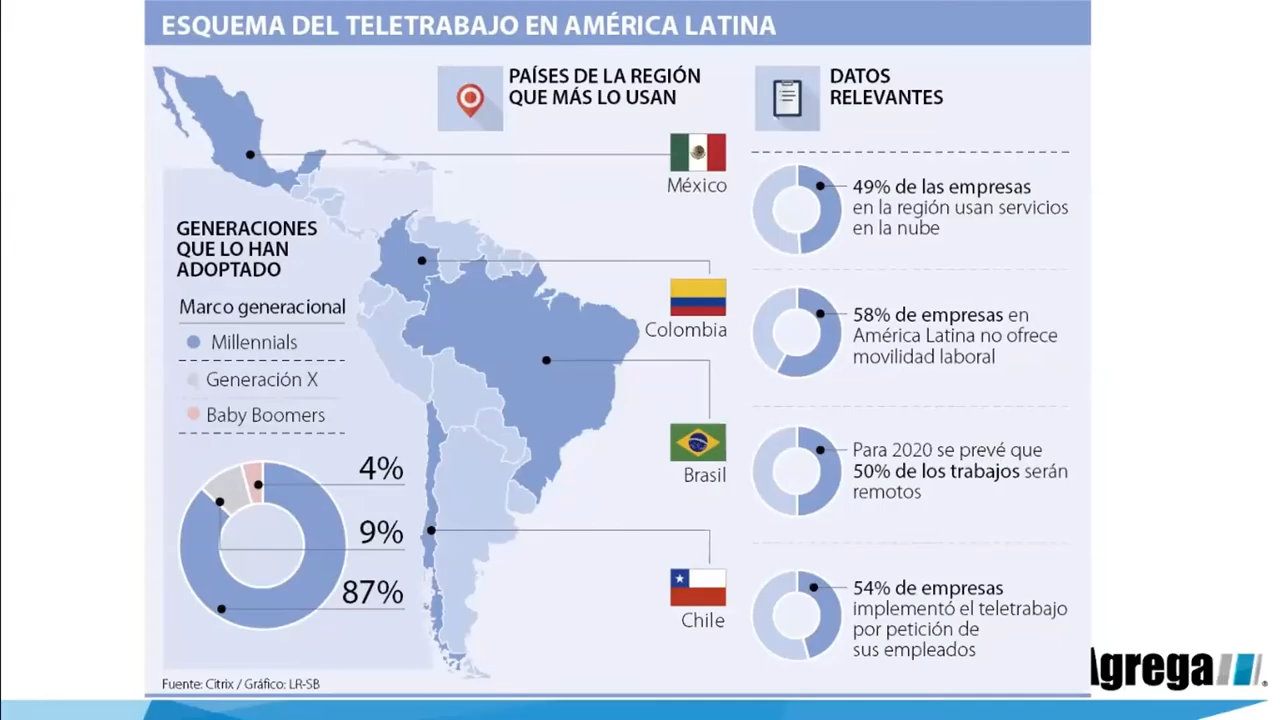 ESQUEMA DEL TELETRABAJO EN AMÉRICA LATINA
PAÍSES DE LA REGIÓN
QUE MÁS LO USAN
México
Colombia
Brasil
Chile
GENERACIONES
QUE LO HAN
ADOPTADO
Marco generacional
Millennials
Generación X
Baby Boomers
4%
9%
87%
DATOS
RELEVANTES
49% de las empresas
en la región usan servicios
en la nube
58% de empresas en
América Latina no ofrece
movilidad laboral
Para 2020 se prevé que
50% de los trabajos serán
remotos
54% de empresas
implementó el teletrabajo
por petición de
sus empleados
Fuente: Citrix / Gráfico: LR-SB
Agrega